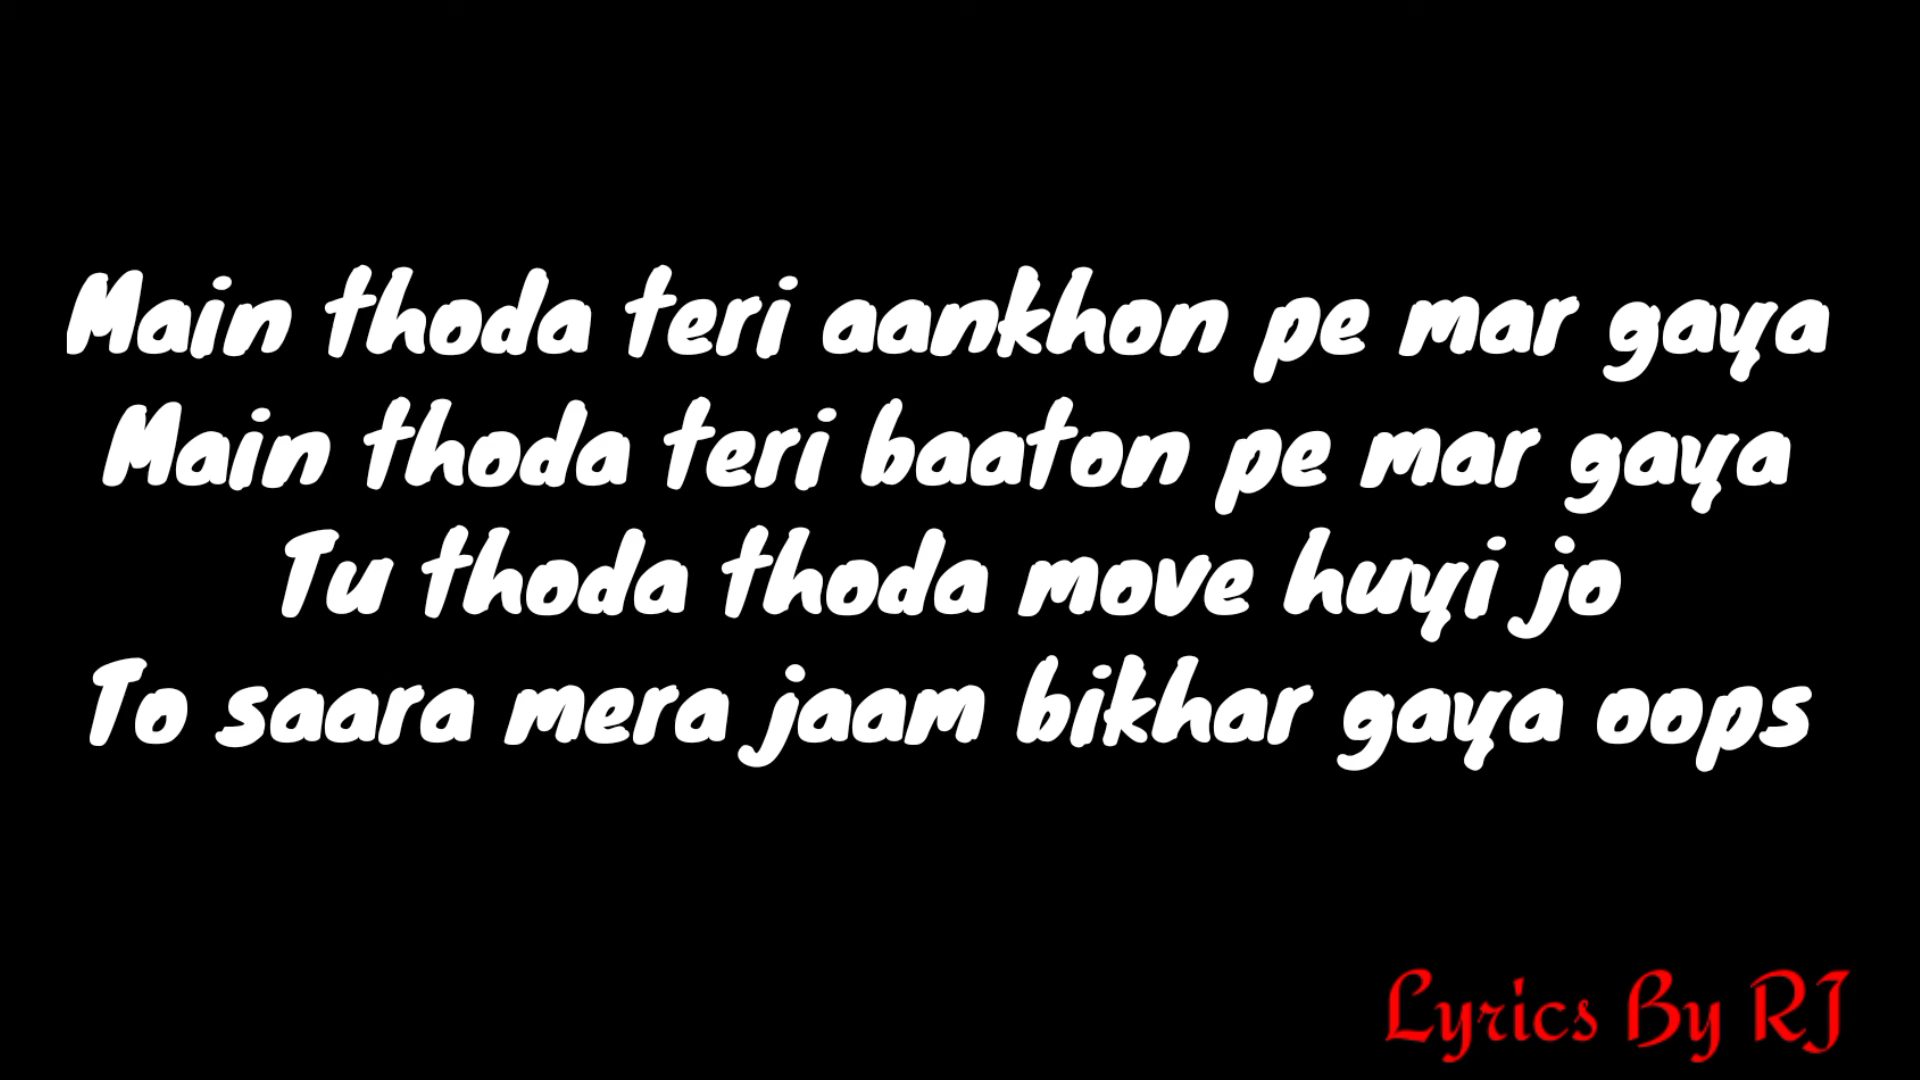 Main thoda teri aankhon pe mar gaya
Main thoda teri baaton pe mar gaya
Tu thoda thoda move huyi jo
To saara mera jaam bikhar gaya oops
Lyrics By RJ